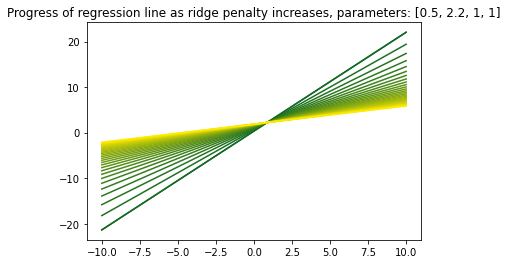 Progress of regression line as ridge penalty increases, parameters: [0.5, 2.2, 1, 1]
20
10
0
−10
−20
−10.0 −7.5 −5.0 −2.5 0.0 2.5 5.0 7.5 10.0